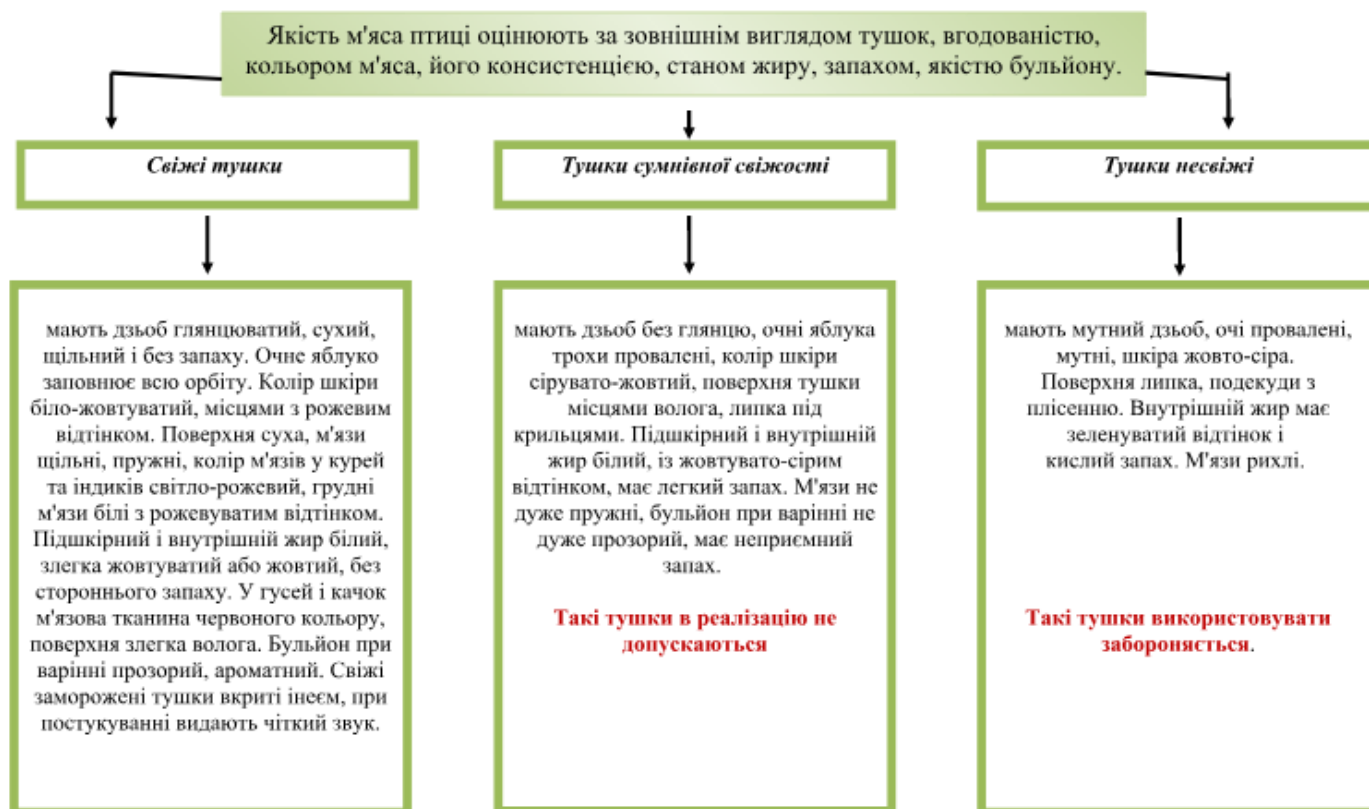 Якість м'яса птиці оцінюють за зовнішнім виглядом тушок, вгодованістю,
кольором м'яса, його консистенцією, станом жиру, запахом, якістю бульйону.
Свіжі тушки
мають дзьоб глянцюватий, сухий,
щільний і без запаху. Очне яблуко
заповнює всю орбіту. Колір шкіри
біло-жовтуватий, місцями з рожевим
відтінком. Поверхня суха, м'язи
щільні, пружні, колір м'язів у курей
та індиків світло-рожевий, грудні
м'язи білі з рожевуватим відтінком.
Підшкірний і внутрішній жир білий,
злегка жовтуватий або жовтий, без
стороннього запаху. У гусей і качок
м'язова тканина червоного кольору,
поверхня злегка волога. Бульйон при
варінні прозорий, ароматний. Свіжі
заморожені тушки вкриті інеєм, при
постукуванні видають чіткий звук.
Тушки сумнівної свіжості
мають дзьоб без глянцю, очні яблука
трохи провалені, колір шкіри
сірувато-жовтий, поверхня тушки
місцями волога, липка під
крильцями. Підшкірний і внутрішній
жир білий, із жовтувато-сірим
відтінком, має легкий запах. М'язи не
дуже пружні, бульйон при варінні не
дуже прозорий, має неприємний
запах.
Такі тушки в реалізацію не
допускаються
Тушки несвіжі
мають мутний дзьоб, очі провалені,
мутні, шкіра жовто-сіра.
Поверхня липка, подекуди з
плісенню. Внутрішній жир має
зеленуватий відтінок і
кислий запах. М'язи рихлі.
Такі тушки використовувати
забороняється.